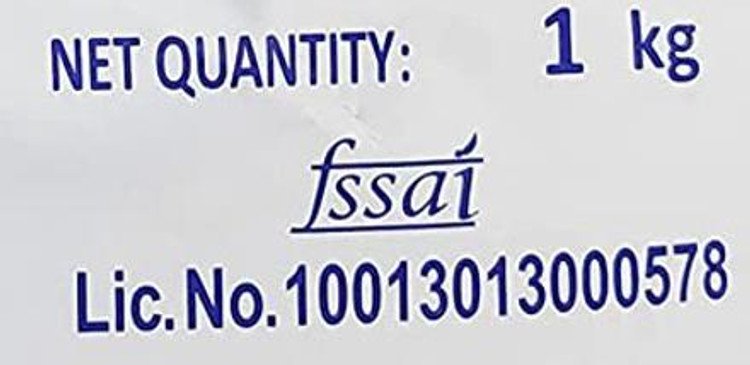 NET QUANTITY: 1 kg
fssai
Lic.No.10013013000578